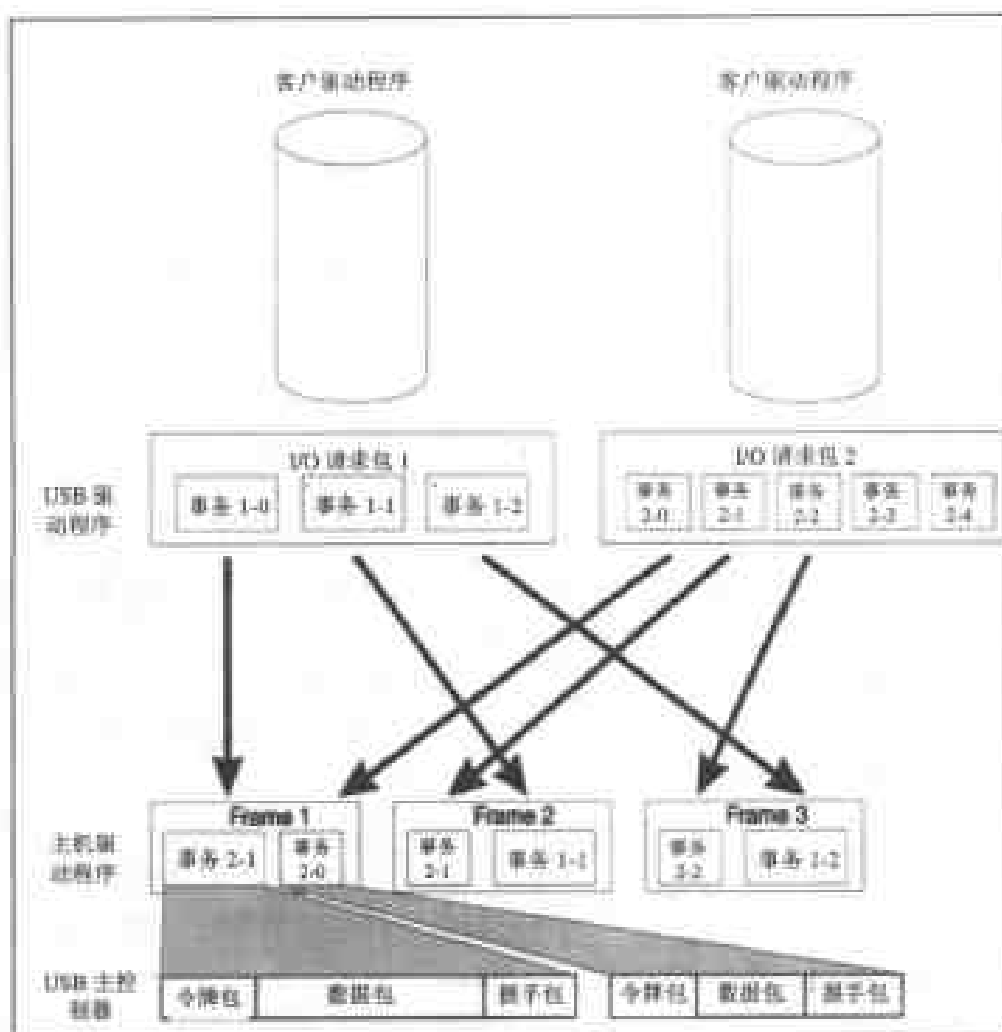 客户驱动程序
客户驱动程序
I/O 请求包 1
I/O 请求包 2
USB 驱
动程序
事务 1-0
事务 1-1
事务 1-2
事务
2-0
事务
2-1
事务
2-2
事务
2-3
事务
2-4
Frame 1
Frame 2
Frame 3
主机驱
动程序
事务 2-1
事务
2-0
事务
2-1
事务 1-1
事务
2-2
事务 1-2
USB 主控
制器
令牌包
数据包
握手包
令牌包
数据包
握手包